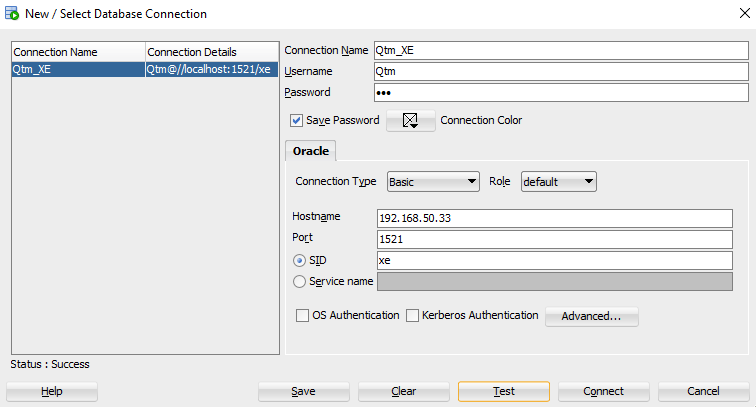 New / Select Database Connection
Connection Name Connection Details
Qtm_XE Qtm@//localhost:1521/xe
Connection Name Qtm_XE
Username Qtm
Password •••
Save Password Connection Color
Oracle
Connection Type Basic Role default
Hostname 192.168.50.33
Port 1521
SID xe
Service name
OS Authentication Kerberos Authentication Advanced...
Status : Success
Help Save Clear Test Connect Cancel